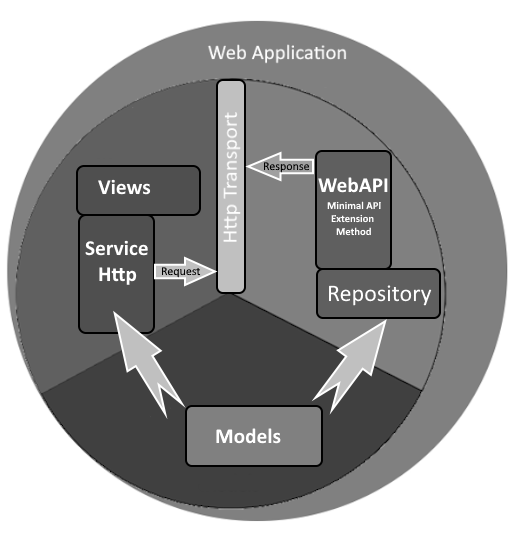 Web Application
Http Transport
Response
Views
WebAPI
Minimal API
Extension
Method
Service
Http
Request
Repository
Models